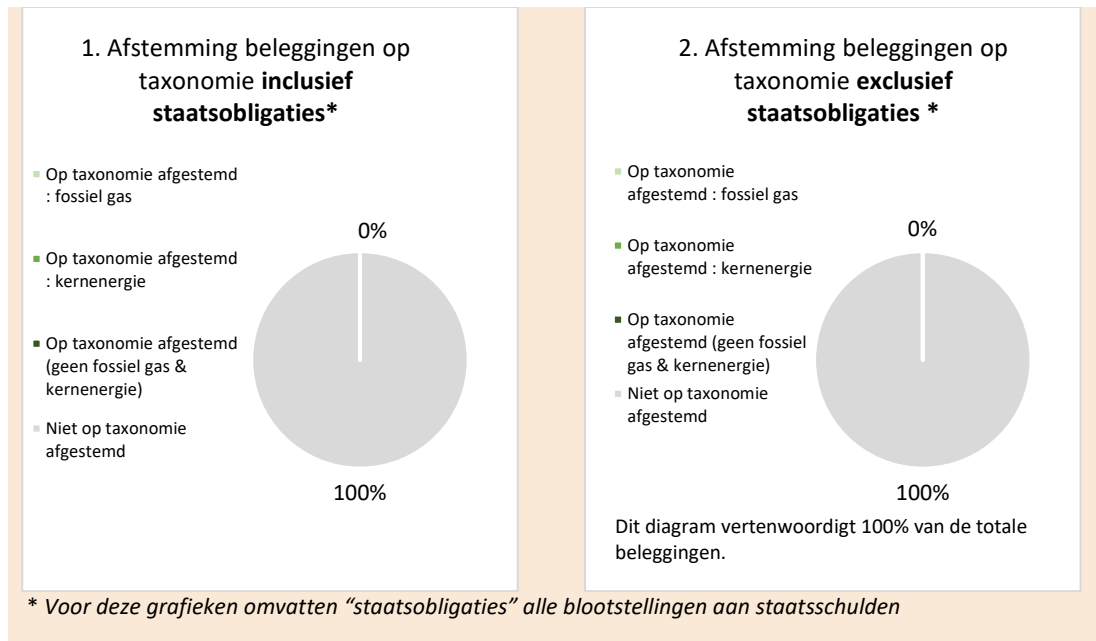 1. Afstemming beleggingen op
taxonomie inclusief
staatsobligaties*
Op taxonomie afgestemd
: fossiel gas
Op taxonomie afgestemd
: kernenergie
Op taxonomie afgestemd
(geen fossiel gas &
kernenergie)
Niet op taxonomie
afgestemd
0%
100%
2. Afstemming beleggingen op
taxonomie exclusief
staatsobligaties *
Op taxonomie
afgestemd : fossiel gas
Op taxonomie
afgestemd : kernenergie
Op taxonomie
afgestemd (geen fossiel
gas & kernenergie)
Niet op taxonomie
afgestemd
0%
100%
Dit diagram vertenwoordigt 100% van de totale
beleggingen.
* Voor deze grafieken omvatten “staatsobligaties” alle blootstellingen aan staatsschulden